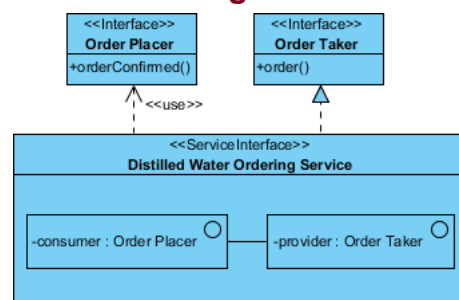 <<Interface>>
Order Placer
+orderConfirmed()
<<Interface>>
Order Taker
+order()
<<use>>
<<ServiceInterface>>
Distilled Water Ordering Service
-consumer : Order Placer
-provider : Order Taker